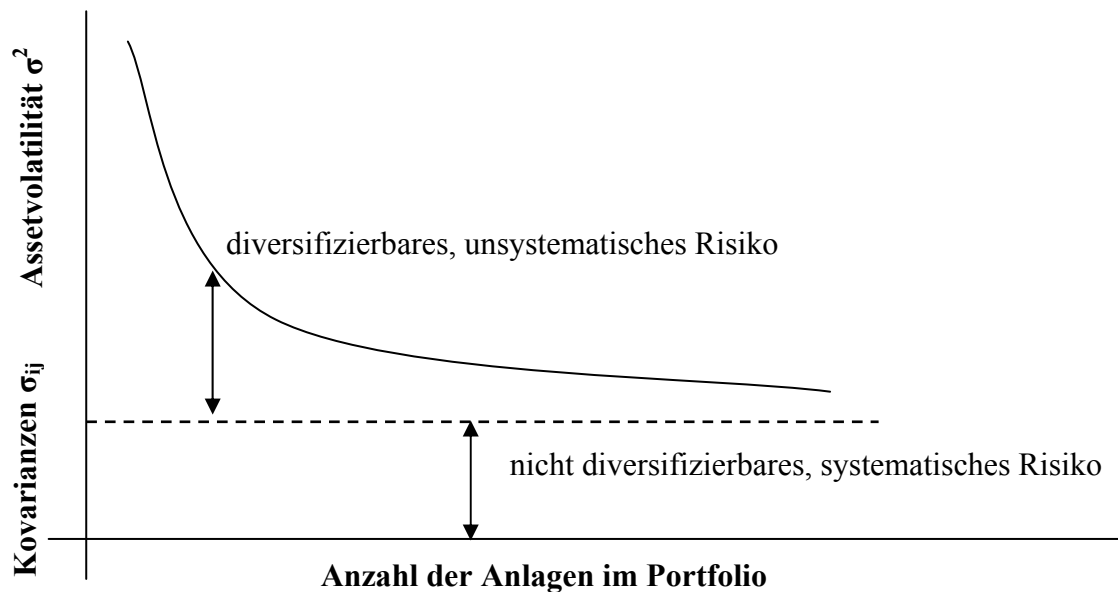 Assetvolatilität σ²
diversifizierbares, unsystematisches Risiko
Kovarianzen σij
nicht diversifizierbares, systematisches Risiko
Anzahl der Anlagen im Portfolio